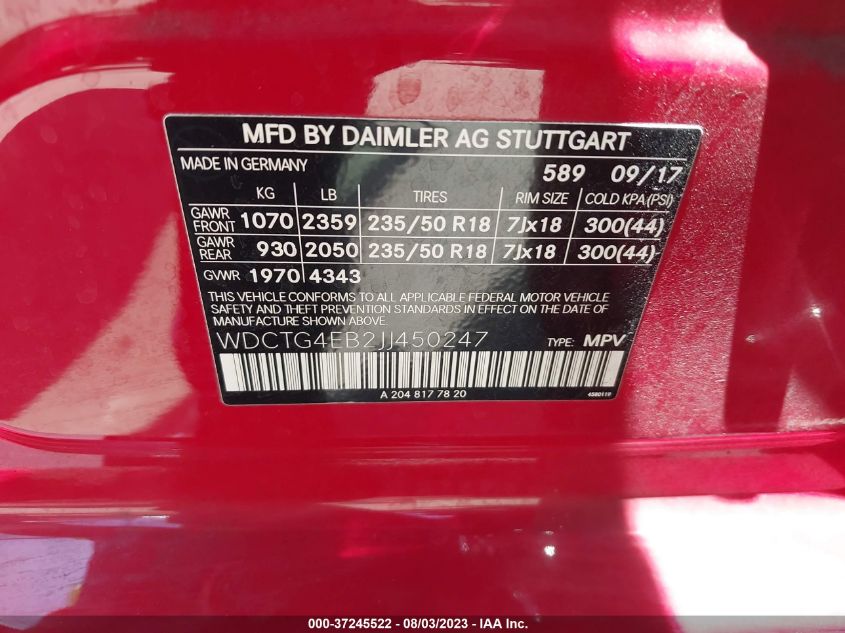 MFD BY DAIMLER AG STUTTGART
MADE IN GERMANY 589 09/17
KG LB TIRES RIM SIZE COLD KPA(PSI)
GAWR FRONT 1070 2359 235/50 R18 7Jx18 300(44)
GAWR REAR 930 2050 235/50 R18 7Jx18 300(44)
GVWR 1970 4343
THIS VEHICLE CONFORMS TO ALL APPLICABLE FEDERAL MOTOR VEHICLE
SAFETY AND THEFT PREVENTION STANDARDS IN EFFECT ON THE DATE OF
MANUFACTURE SHOWN ABOVE.
WDCTG4EB2JJ450247 TYPE: MPV
A 204 817 78 20
000-37245522 - 08/03/2023 - IAA Inc.